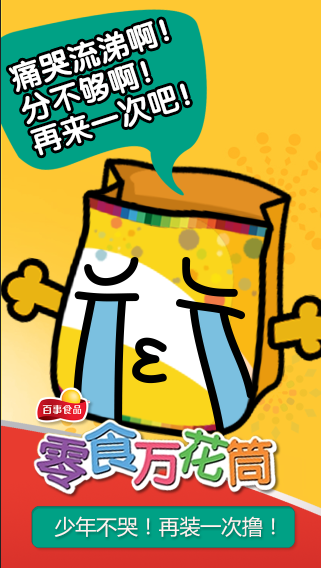 痛哭流涕啊！
分不够啊！
再来一次吧！
百事食品
零食万花筒
少年不哭！再装一次撸！